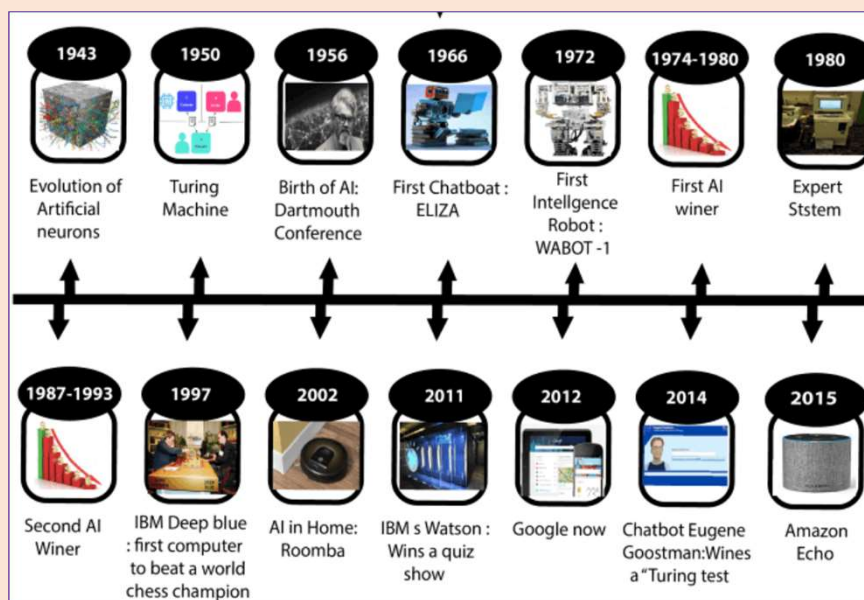 1943
1950
1956
1966
1972
1974-1980
1980
Evolution of
Artificial
neurons
Turing
Machine
Birth of AI:
Dartmouth
Conference
First Chatboat :
ELIZA
First
Intellgence
Robot :
WABOT -1
First AI
winer
Expert
Ststem
1987-1993
1997
2002
2011
2012
2014
2015
Second AI
Winer
IBM Deep blue
: first computer
to beat a world
chess champion
AI in Home:
Roomba
IBM s Watson :
Wins a quiz
show
Google now
Chatbot Eugene
Goostman:Wines
a “Turing test
Amazon
Echo